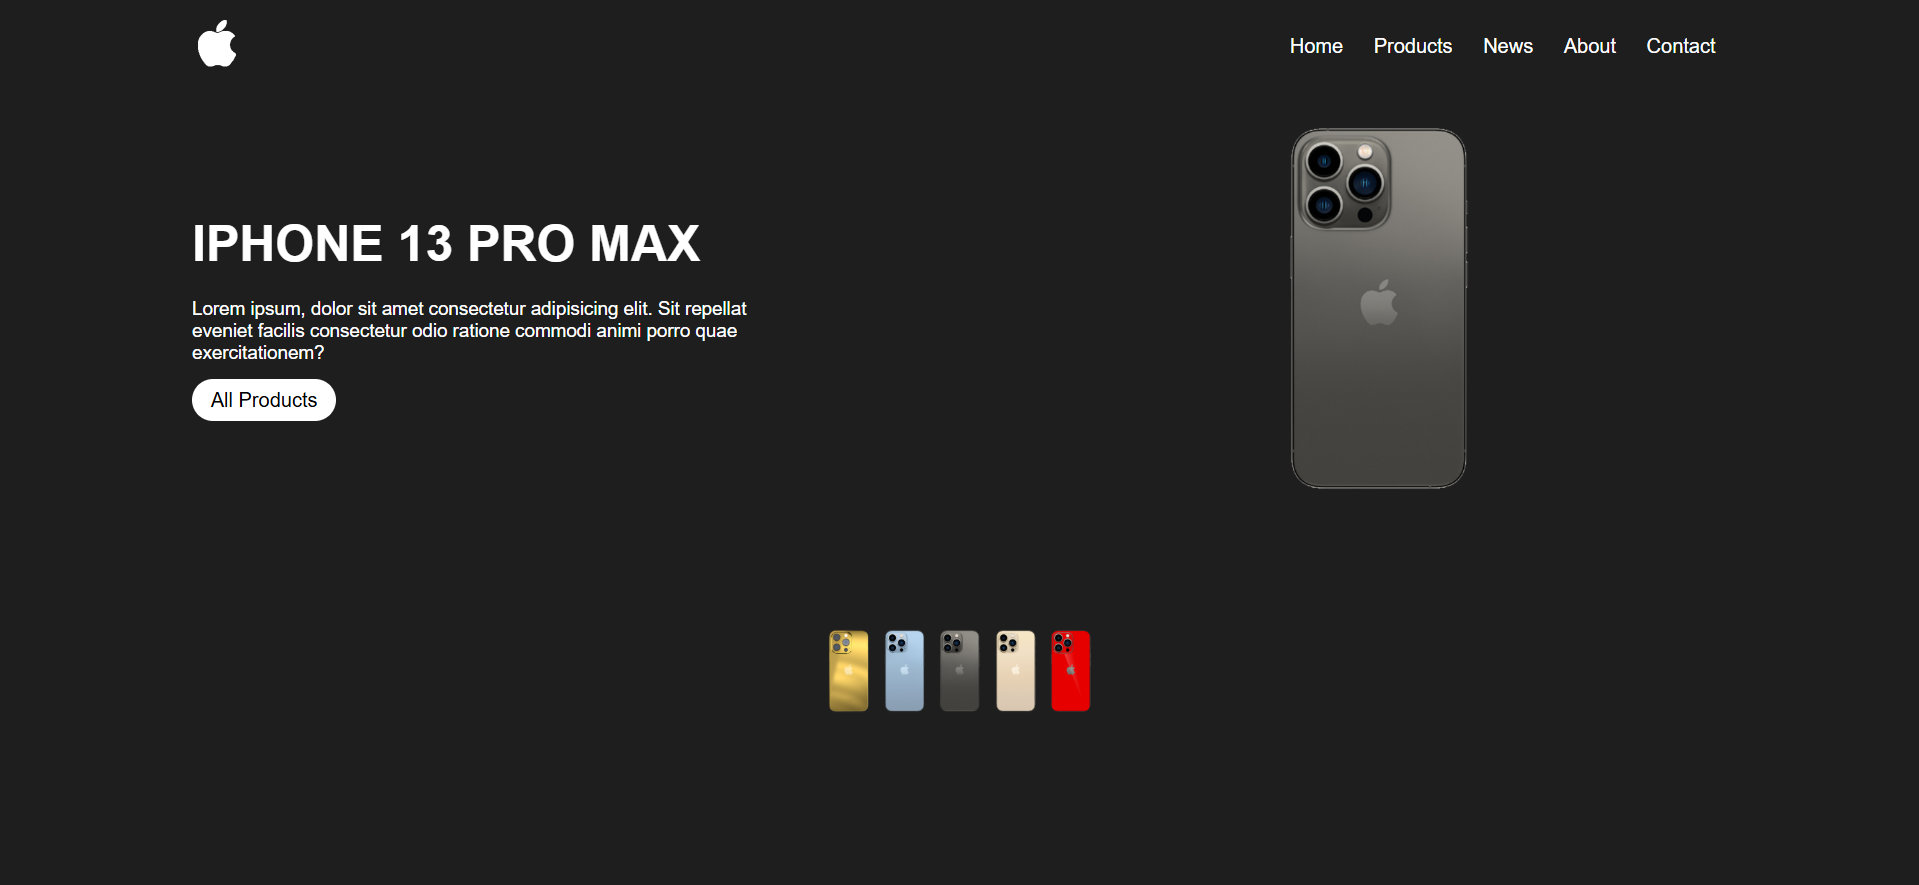 Home Products News About Contact
IPHONE 13 PRO MAX
Lorem ipsum, dolor sit amet consectetur adipisicing elit. Sit repellat
eveniet facilis consectetur odio ratione commodi animi porro quae
exercitationem?
All Products